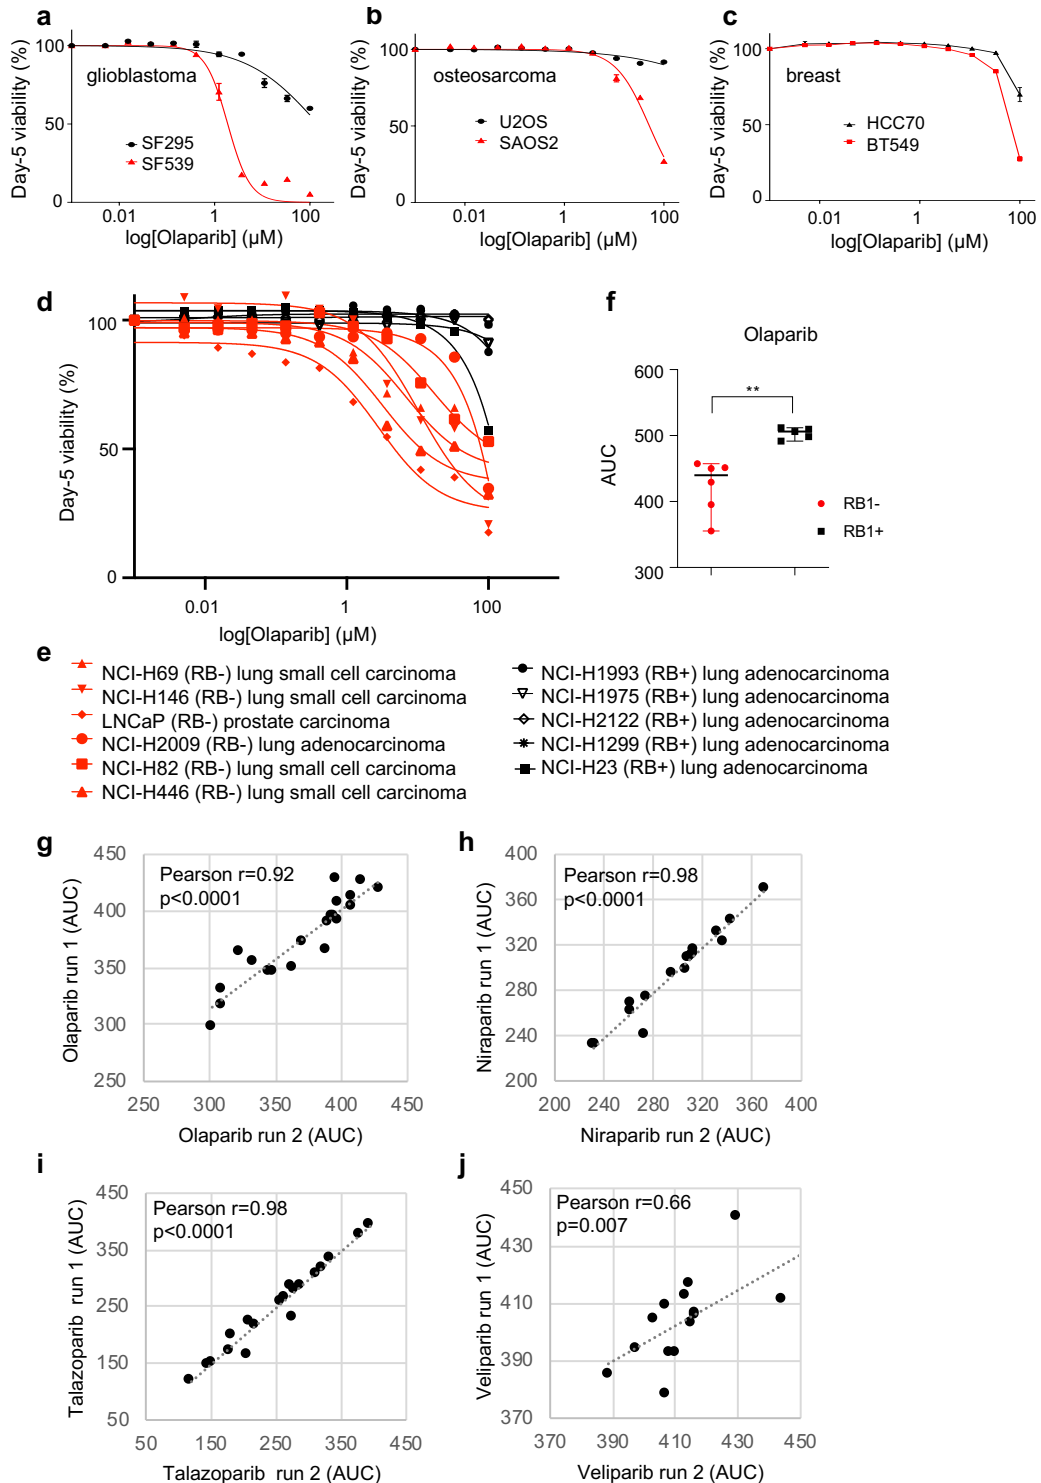 a
Day-5 viability (%)
100
50
0
glioblastoma
SF295
SF539
0.01
1
100
log[Olaparib] (µM)
b
Day-5 viability (%)
100
50
0
osteosarcoma
U2OS
SAOS2
0.01
1
100
log[Olaparib] (µM)
c
Day-5 viability (%)
100
50
0
breast
HCC70
BT549
0.01
1
100
log[Olaparib] (µM)
d
Day-5 viability (%)
100
50
0
0.01
1
100
log[Olaparib] (µM)
f
Olaparib
**
AUC
600
500
400
300
RB1-
RB1+
e
NCI-H69 (RB-) lung small cell carcinoma
NCI-H146 (RB-) lung small cell carcinoma
LNCaP (RB-) prostate carcinoma
NCI-H2009 (RB-) lung adenocarcinoma
NCI-H82 (RB-) lung small cell carcinoma
NCI-H446 (RB-) lung small cell carcinoma
NCI-H1993 (RB+) lung adenocarcinoma
NCI-H1975 (RB+) lung adenocarcinoma
NCI-H2122 (RB+) lung adenocarcinoma
NCI-H1299 (RB+) lung adenocarcinoma
NCI-H23 (RB+) lung adenocarcinoma
g
Olaparib run 1 (AUC)
450
400
350
300
250
Pearson r=0.92
p<0.0001
250 300 350 400 450
Olaparib run 2 (AUC)
h
Niraparib run 1 (AUC)
400
360
320
280
240
200
Pearson r=0.98
p<0.0001
200 240 280 320 360 400
Niraparib run 2 (AUC)
i
Talazoparib run 1 (AUC)
450
350
250
150
50
Pearson r=0.98
p<0.0001
50 150 250 350 450
Talazoparib run 2 (AUC)
j
Veliparib run 1 (AUC)
450
430
410
390
370
Pearson r=0.66
p=0.007
370 390 410 430 450
Veliparib run 2 (AUC)